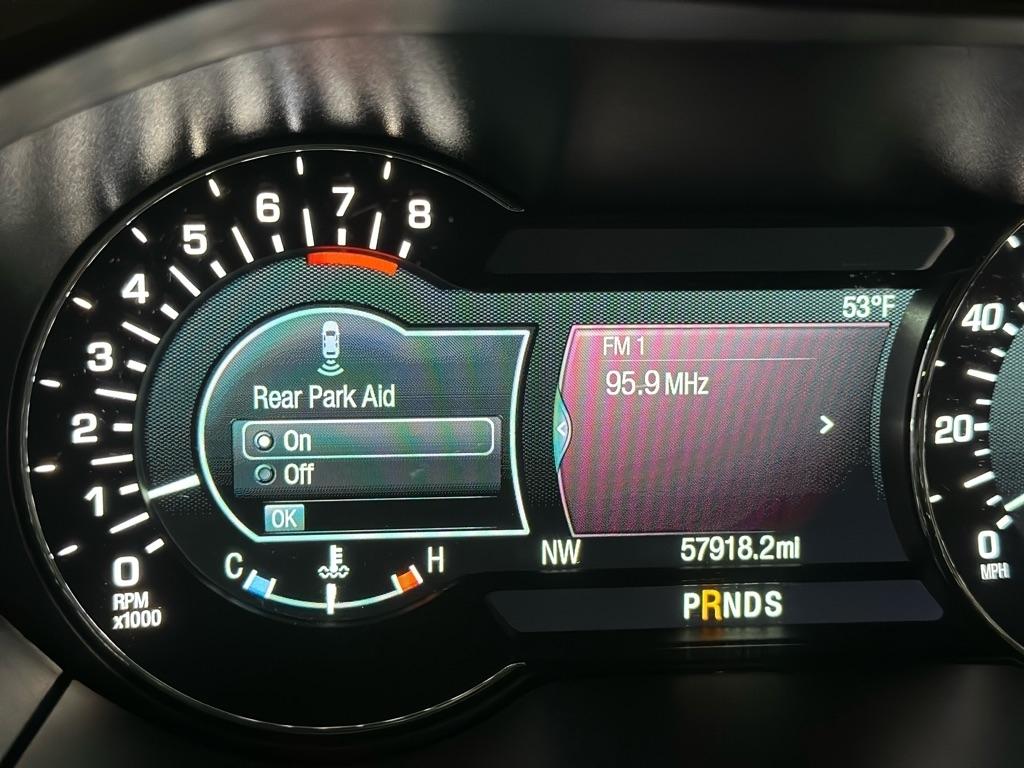 8
7
6
5
4
3
2
1
0
RPM
x1000
Rear Park Aid
On
Off
OK
C
H
53°F
FM 1
95.9 MHz
NW
57918.2mi
PRNDS
40
20
0
MPH